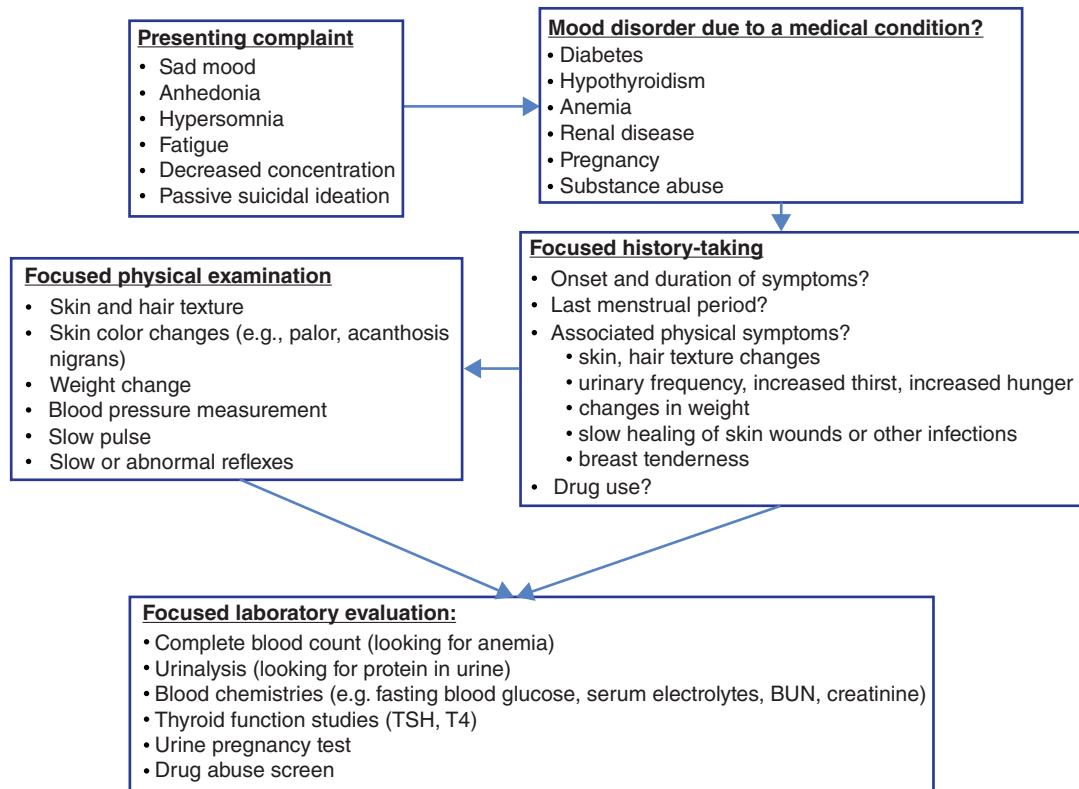 Presenting complaint
• Sad mood
• Anhedonia
• Hypersomnia
• Fatigue
• Decreased concentration
• Passive suicidal ideation
Mood disorder due to a medical condition?
• Diabetes
• Hypothyroidism
• Anemia
• Renal disease
• Pregnancy
• Substance abuse
Focused history-taking
• Onset and duration of symptoms?
• Last menstrual period?
• Associated physical symptoms?
• skin, hair texture changes
• urinary frequency, increased thirst, increased hunger
• changes in weight
• slow healing of skin wounds or other infections
• breast tenderness
• Drug use?
Focused physical examination
• Skin and hair texture
• Skin color changes (e.g., palor, acanthosis
nigrans)
• Weight change
• Blood pressure measurement
• Slow pulse
• Slow or abnormal reflexes
Focused laboratory evaluation:
• Complete blood count (looking for anemia)
• Urinalysis (looking for protein in urine)
• Blood chemistries (e.g. fasting blood glucose, serum electrolytes, BUN, creatinine)
• Thyroid function studies (TSH, T4)
• Urine pregnancy test
• Drug abuse screen